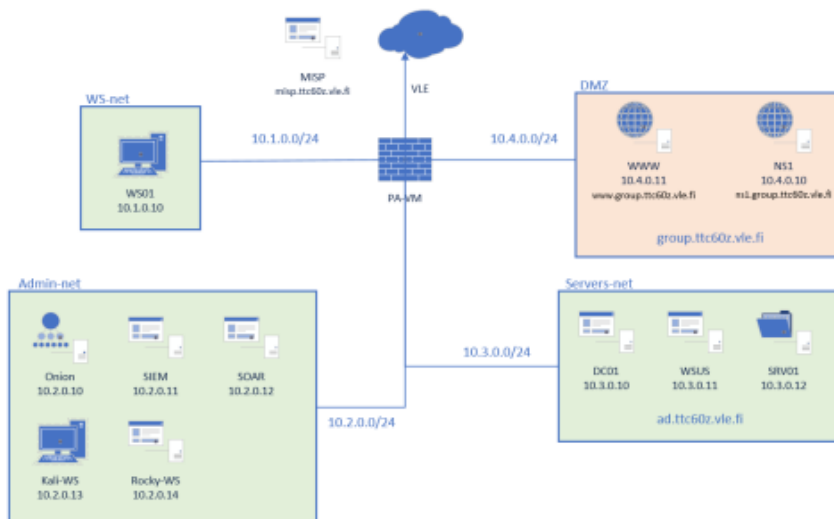 VLE
MISP
misp.ttc60z.vle.fi
WS-net
10.1.0.0/24
WS01
10.1.0.10
PA-VM
10.4.0.0/24
DMZ
WWW
10.4.0.11
www.group.ttc60z.vle.fi
NS1
10.4.0.10
ns1.group.ttc60z.vle.fi
group.ttc60z.vle.fi
Admin-net
Onion
10.2.0.10
SIEM
10.2.0.11
SOAR
10.2.0.12
Kali-WS
10.2.0.13
Rocky-WS
10.2.0.14
10.2.0.0/24
10.3.0.0/24
Servers-net
DC01
10.3.0.10
WSUS
10.3.0.11
SRV01
10.3.0.12
ad.ttc60z.vle.fi